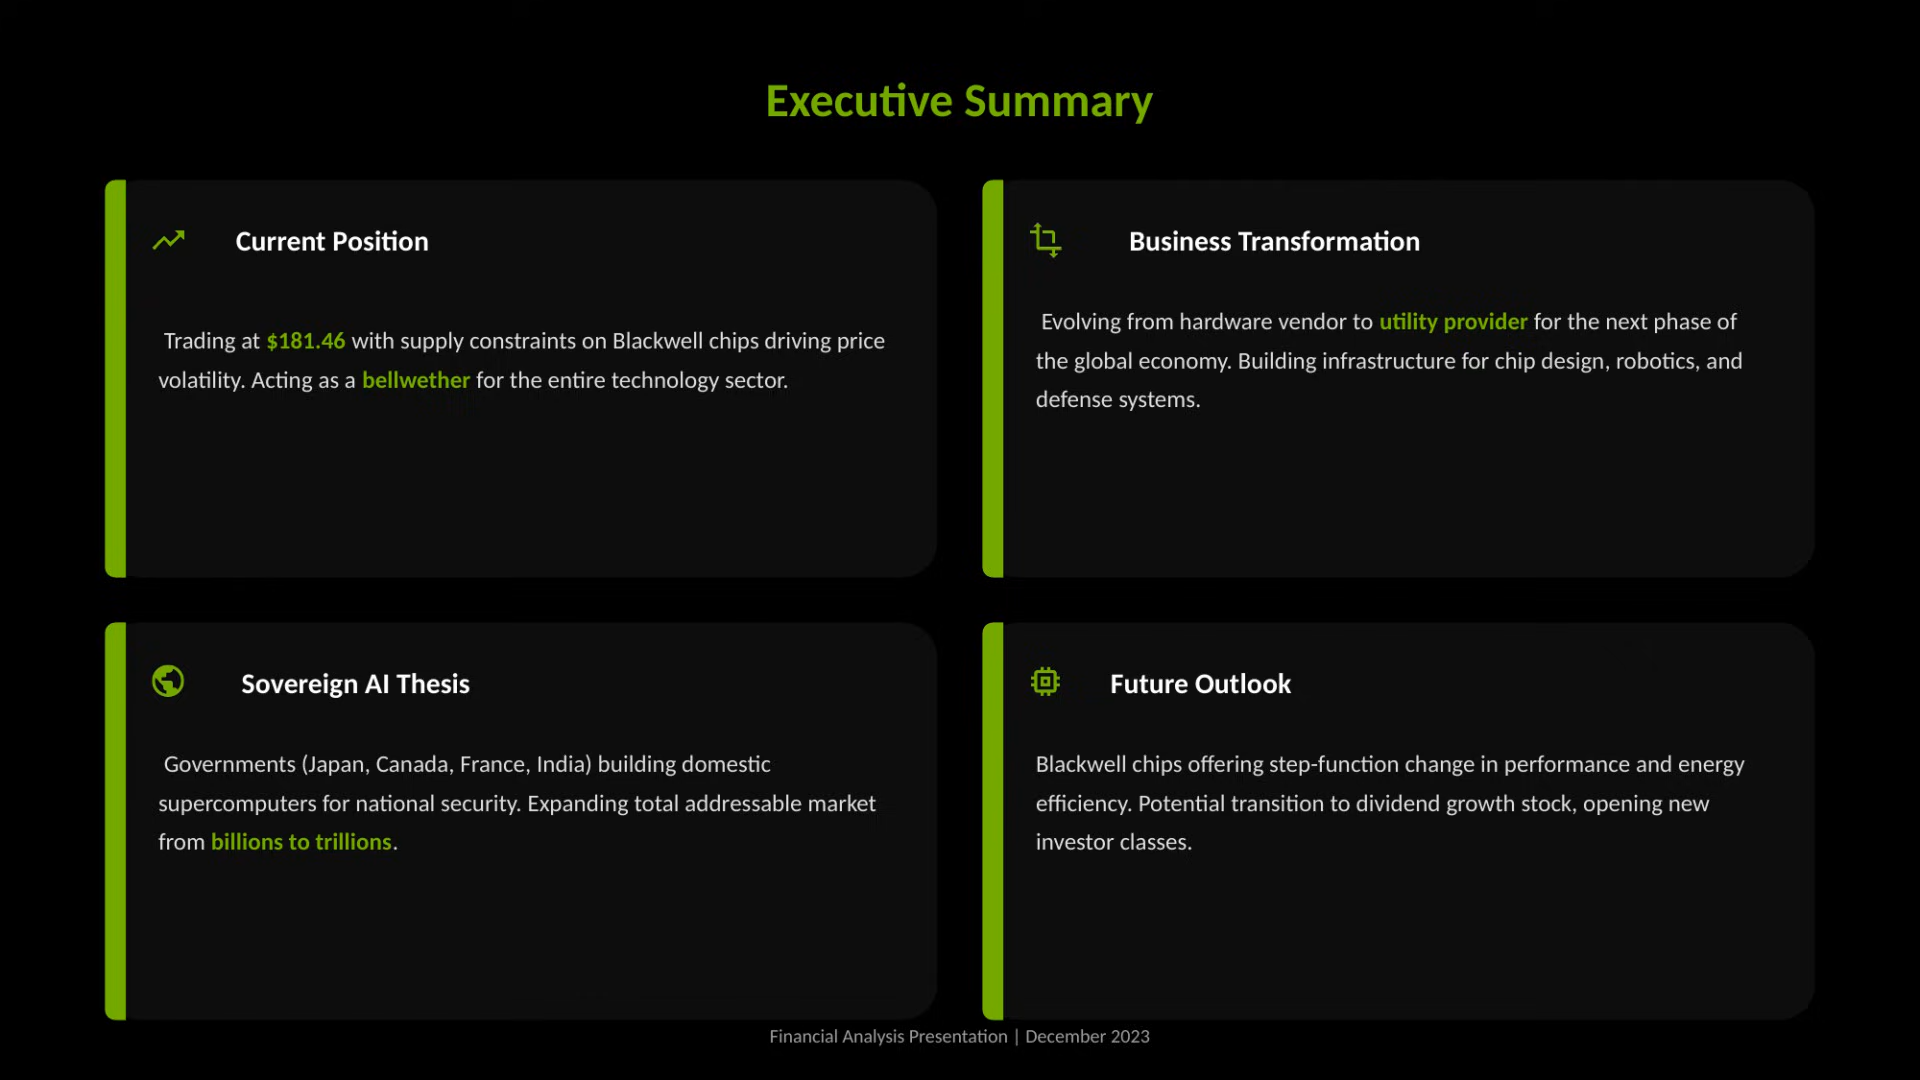 Executive Summary
Current Position
Trading at $181.46 with supply constraints on Blackwell chips driving price
volatility. Acting as a bellwether for the entire technology sector.
Business Transformation
Evolving from hardware vendor to utility provider for the next phase of
the global economy. Building infrastructure for chip design, robotics, and
defense systems.
Sovereign AI Thesis
Governments (Japan, Canada, France, India) building domestic
supercomputers for national security. Expanding total addressable market
from billions to trillions.
Future Outlook
Blackwell chips offering step-function change in performance and energy
efficiency. Potential transition to dividend growth stock, opening new
investor classes.
Financial Analysis Presentation | December 2023